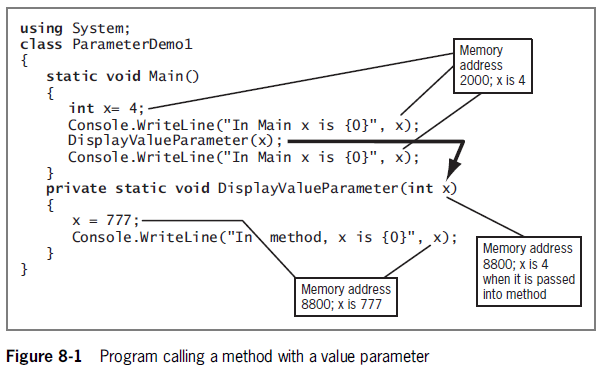 using System;
class ParameterDemo1
{
static void Main()
{
int x= 4;
Console.WriteLine("In Main x is {0}", x);
DisplayValueParameter(x);
Console.WriteLine("In Main x is {0}", x);
}
private static void DisplayValueParameter(int x)
{
x = 777;
Console.WriteLine("In method, x is {0}", x);
}
}
Memory
address
2000; x is 4
Memory address
8800; x is 4
when it is passed
into method
Memory address
8800; x is 777
Figure 8-1 Program calling a method with a value parameter